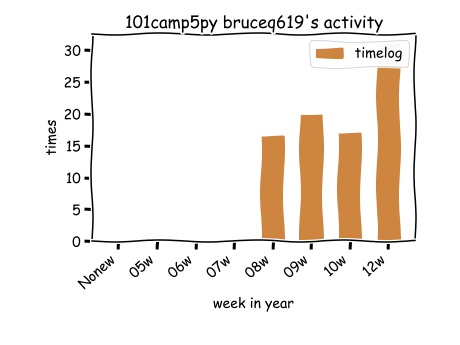 101camp5py bruceq619's activity
timelog
times
30
25
20
15
10
5
0
Nonew
05w
06w
07w
08w
09w
10w
12w
week in year